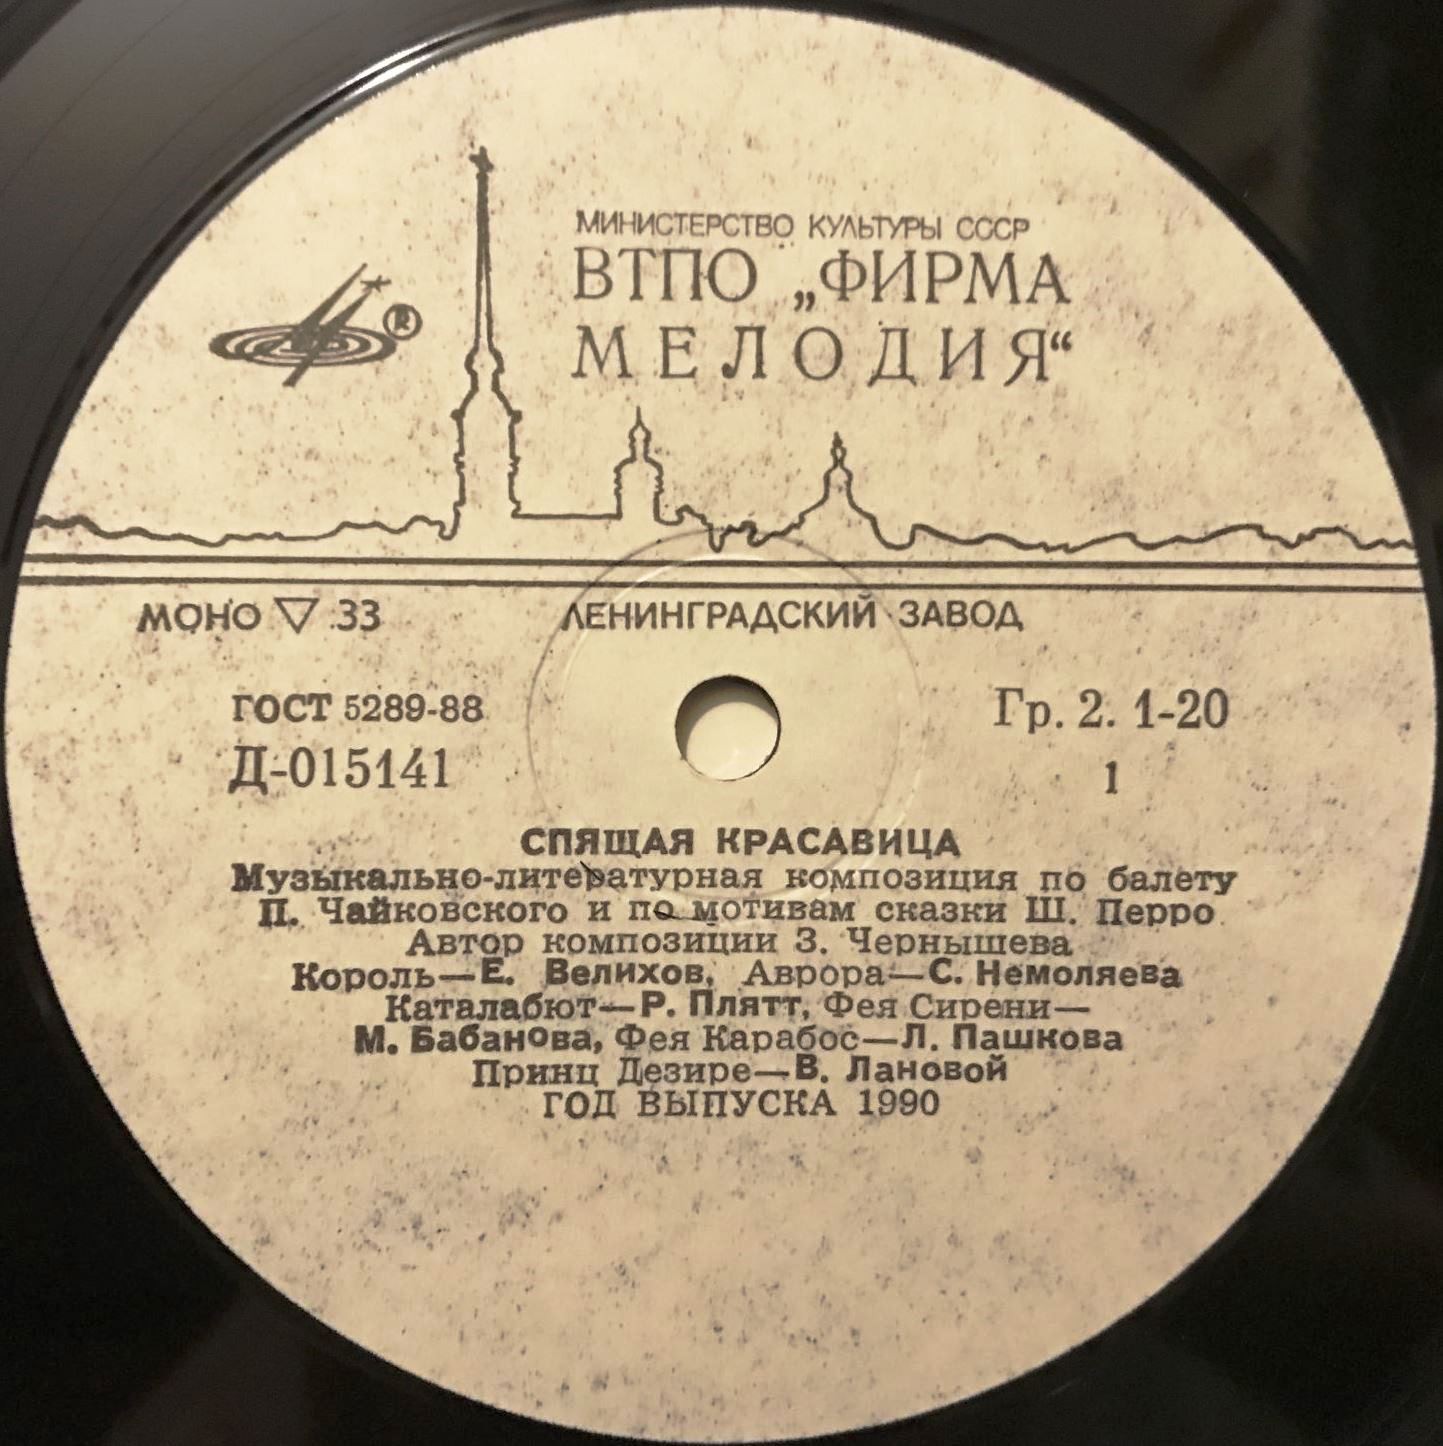 МИНИСТЕРСТВО КУЛЬТУРЫ СССР
ВТПО „ФИРМА
МЕЛОДИЯ“
®
МОНО ▽ 33 ЛЕНИНГРАДСКИЙ ЗАВОД
ГОСТ 5289-88 Гр. 2. 1-20
Д-015141 1
СПЯЩАЯ КРАСАВИЦА
Музыкально-литературная композиция по балету
П. Чайковского и по мотивам сказки Ш. Перро
Автор композиции З. Чернышева
Король—Е. Велихов, Аврора—С. Немоляева
Каталабют—Р. Плятт, Фея Сирени—
М. Бабанова, Фея Карабос—Л. Пашкова
Принц Дезире—В. Лановой
ГОД ВЫПУСКА 1990